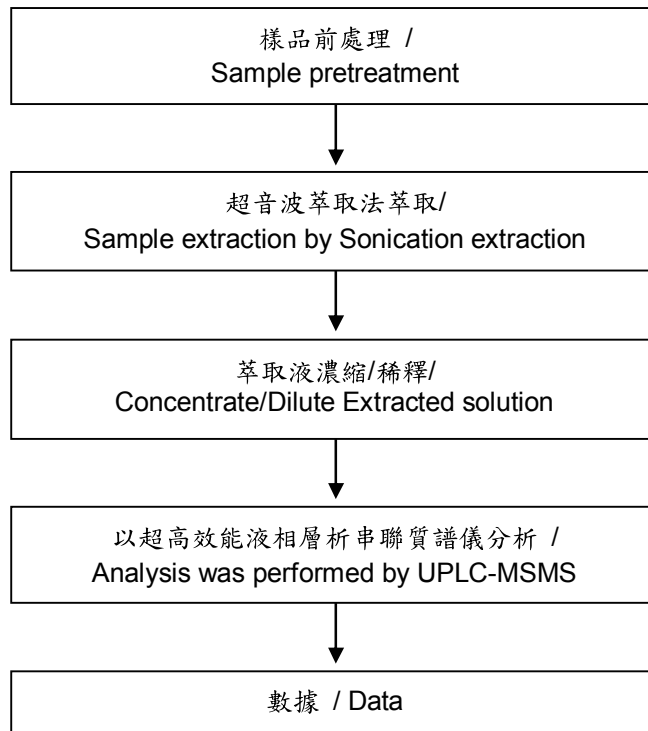 樣品前處理 /
Sample pretreatment
超音波萃取法萃取/
Sample extraction by Sonication extraction
萃取液濃縮/稀釋/
Concentrate/Dilute Extracted solution
以超高效能液相層析串聯質譜儀分析 /
Analysis was performed by UPLC-MSMS
數據 / Data